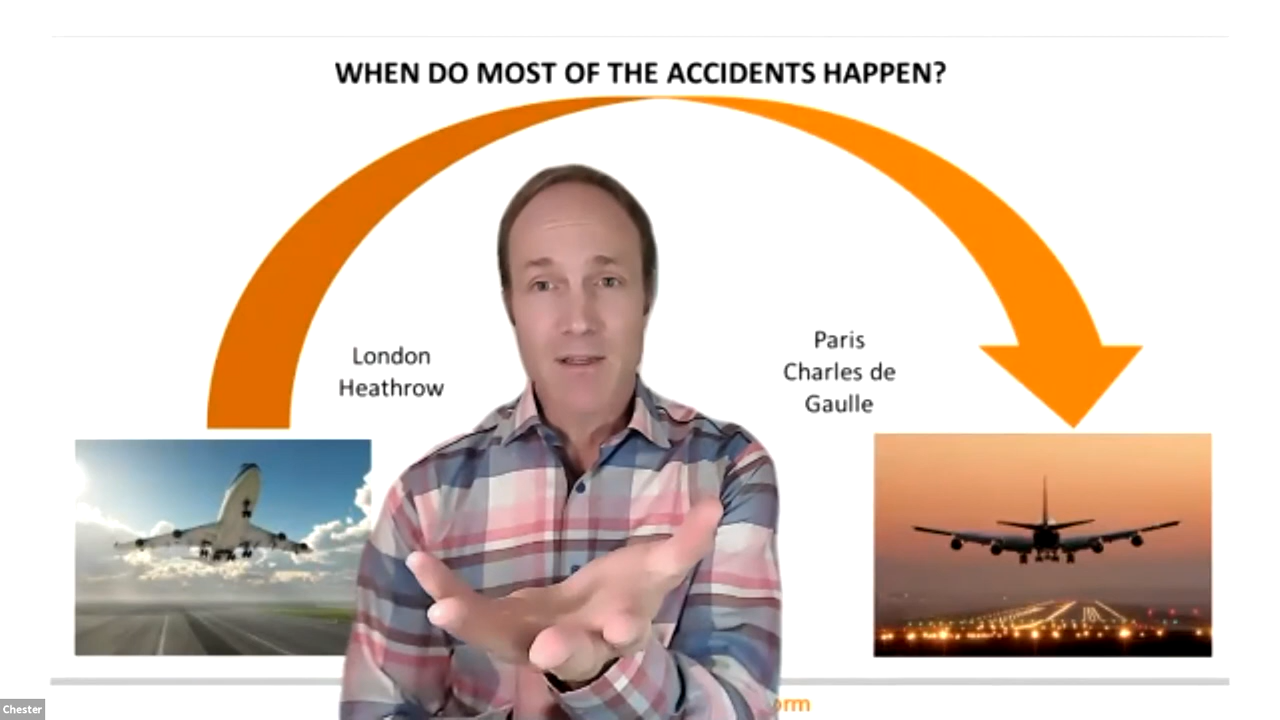 WHEN DO MOST OF THE ACCIDENTS HAPPEN?
London
Heathrow
Paris
Charles de
Gaulle
Chester